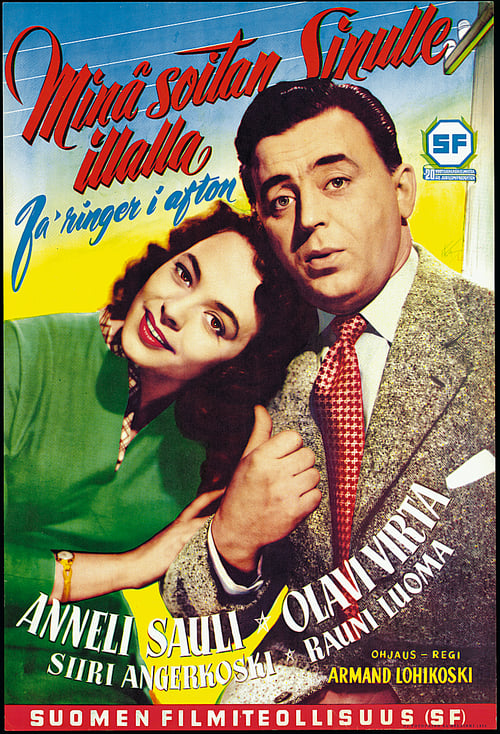 Minä soitan Sinulle
illalla
Ja' ringer i afton
SF
20
ANNELI SAULI * OLAVI VIRTA
SIIRI ANGERKOSKI * RAUNI LUOMA
OHJAUS - REGI
ARMAND LOHIKOSKI
SUOMEN FILMITEOLLISUUS (SF)